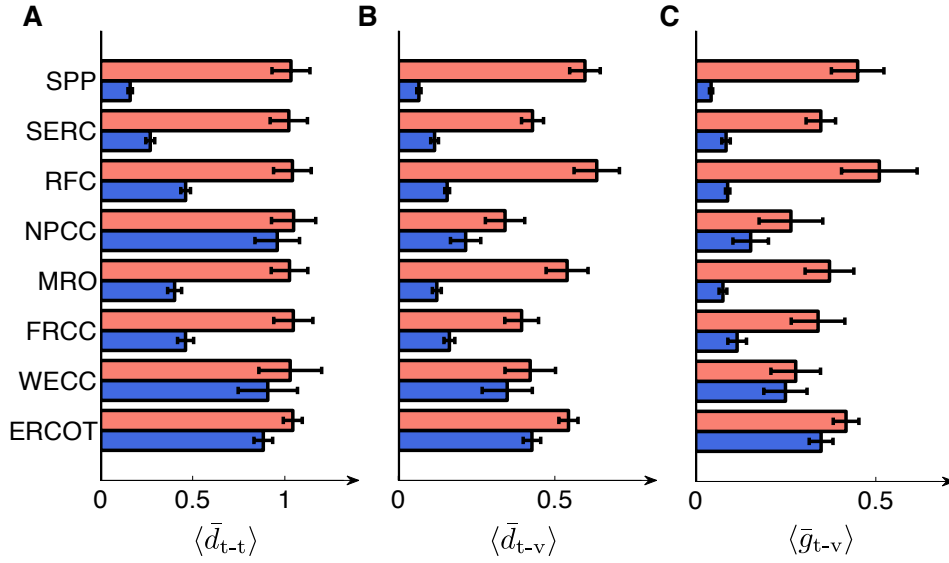 A B C
SPP
SERC
RFC
NPCC
MRO
FRCC
WECC
ERCOT
0 0.5 1 0 0.5 0 0.5
⟨d̄t-t⟩ ⟨d̄t-v⟩ ⟨ḡt-v⟩